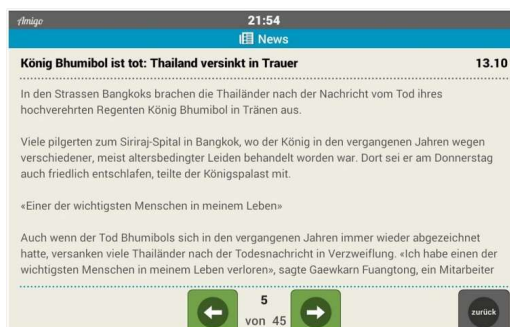 Amigo
21:54
News
König Bhumibol ist tot: Thailand versinkt in Trauer
13.10
In den Strassen Bangkoks brachen die Thailänder nach der Nachricht vom Tod ihres
hochverehrten Regenten König Bhumibol in Tränen aus.
Viele pilgerten zum Siriraj-Spital in Bangkok, wo der König in den vergangenen Jahren wegen
verschiedener, meist altersbedingter Leiden behandelt worden war. Dort sei er am Donnerstag
auch friedlich entschlafen, teilte der Königspalast mit.
«Einer der wichtigsten Menschen in meinem Leben»
Auch wenn der Tod Bhumibols sich in den vergangenen Jahren immer wieder abgezeichnet
hatte, versanken viele Thailänder nach der Todesnachricht in Verzweiflung. «Ich habe einen der
wichtigsten Menschen in meinem Leben verloren», sagte Gaewkarn Fuangtong, ein Mitarbeiter
5
von 45
zurück